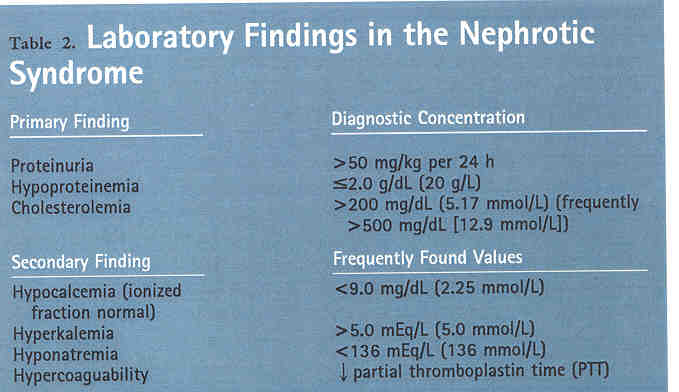 Table 2. Laboratory Findings in the Nephrotic
Syndrome
Primary Finding Diagnostic Concentration
Proteinuria >50 mg/kg per 24 h
Hypoproteinemia ≤2.0 g/dL (20 g/L)
Cholesterolemia >200 mg/dL (5.17 mmol/L) (frequently
>500 mg/dL [12.9 mmol/L])
Secondary Finding Frequently Found Values
Hypocalcemia (ionized <9.0 mg/dL (2.25 mmol/L)
fraction normal)
Hyperkalemia >5.0 mEq/L (5.0 mmol/L)
Hyponatremia <136 mEq/L (136 mmol/L)
Hypercoaguability ↓ partial thromboplastin time (PTT)